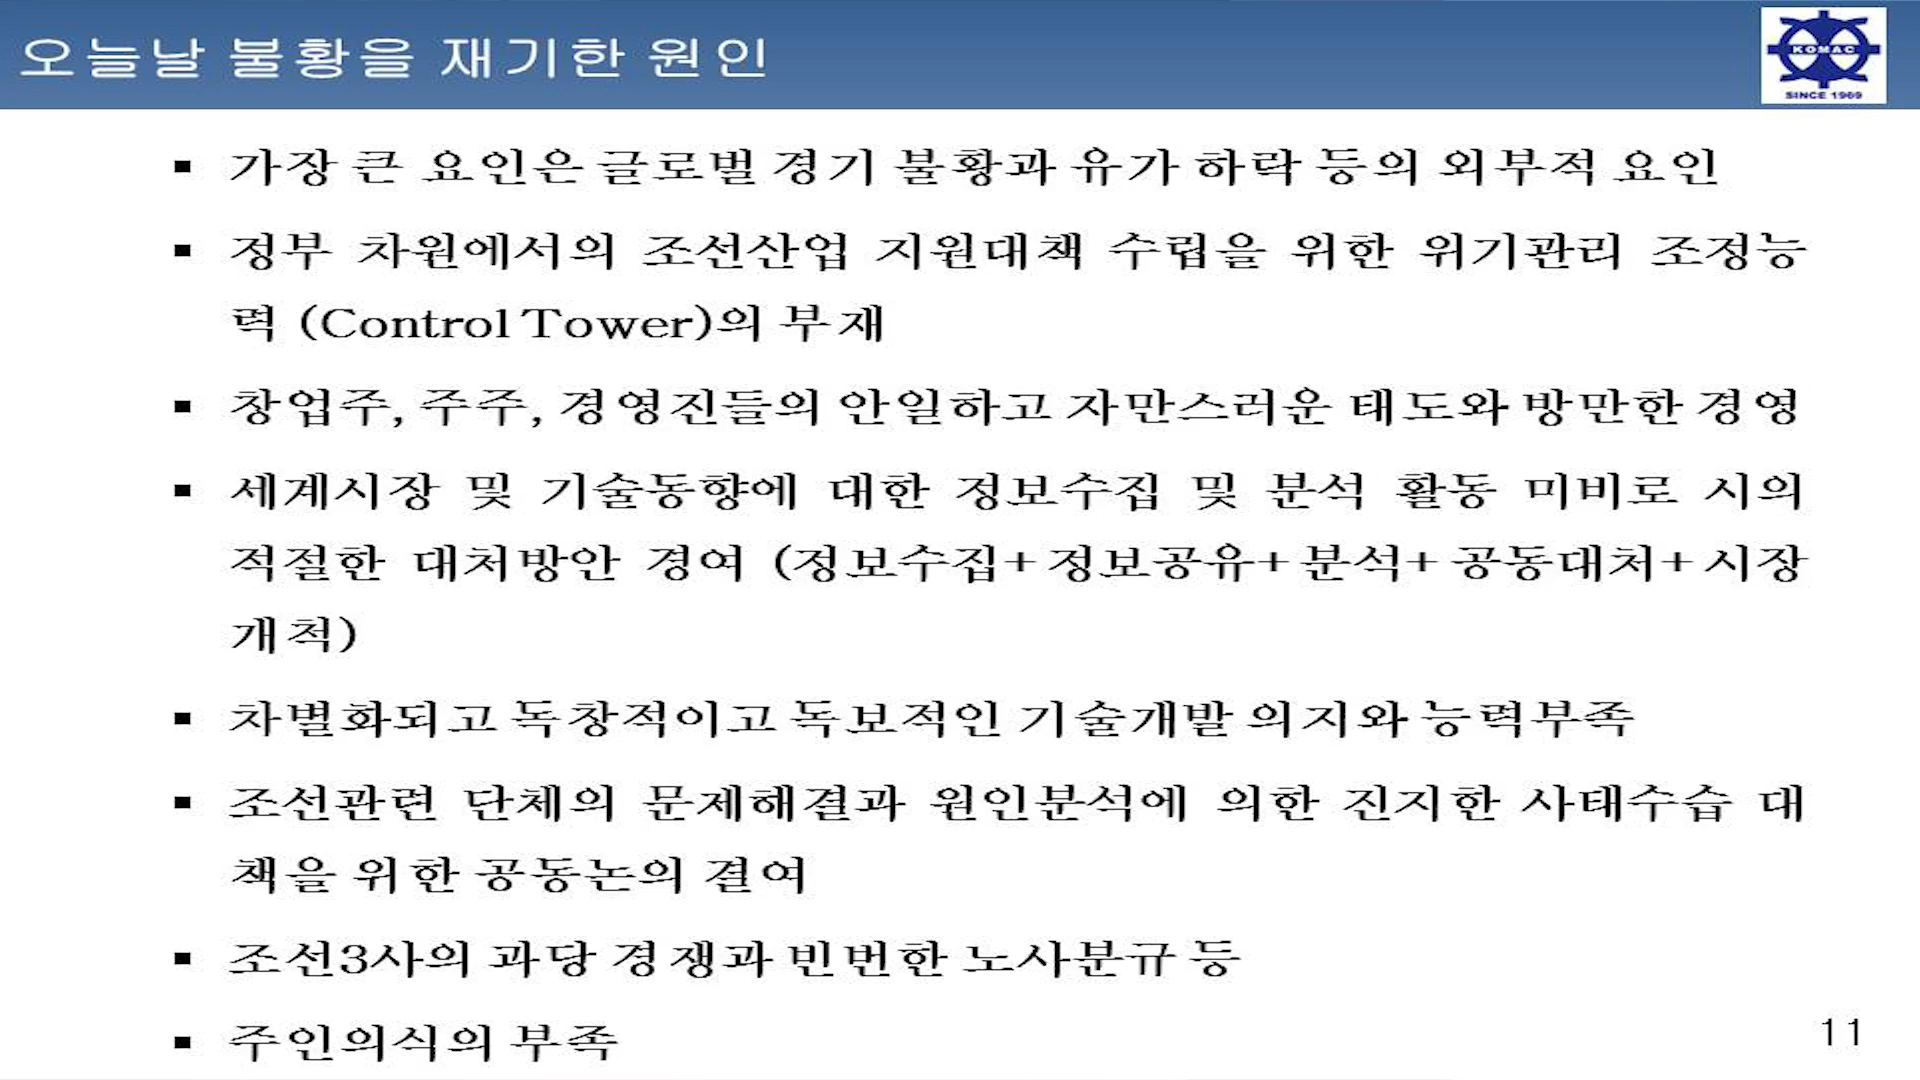 오늘날 불황을 재기한 원인
KOMAC
SINCE 1969
▪ 가장 큰 요인은 글로벌 경기 불황과 유가 하락 등의 외부적 요인
▪ 정부 차원에서의 조선산업 지원대책 수립을 위한 위기관리 조정능
력 (Control Tower)의 부재
▪ 창업주, 주주, 경영진들의 안일하고 자만스러운 태도와 방만한 경영
▪ 세계시장 및 기술동향에 대한 정보수집 및 분석 활동 미비로 시의
적절한 대처방안 경여 (정보수집+정보공유+분석+공동대처+시장
개척)
▪ 차별화되고 독창적이고 독보적인 기술개발 의지와 능력부족
▪ 조선관련 단체의 문제해결과 원인분석에 의한 진지한 사태수습 대
책을 위한 공동논의 결여
▪ 조선3사의 과당 경쟁과 빈번한 노사분규 등
▪ 주인의식의 부족
11